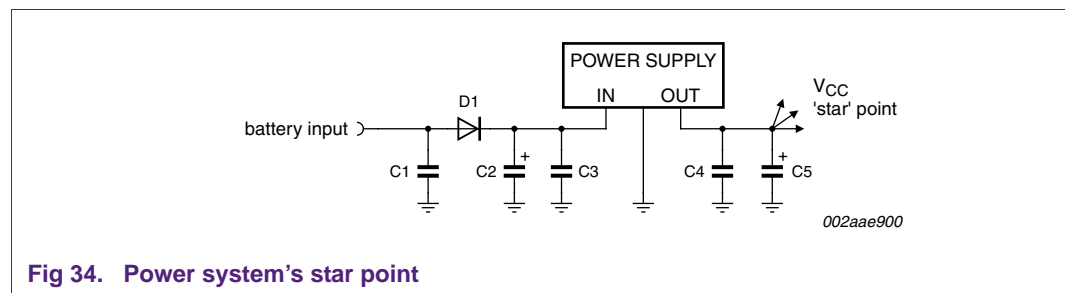 POWER SUPPLY
IN OUT
D1
VCC
'star' point
battery input
+
+
C1
C2
C3
C4
C5
002aae900
Fig 34. Power system's star point